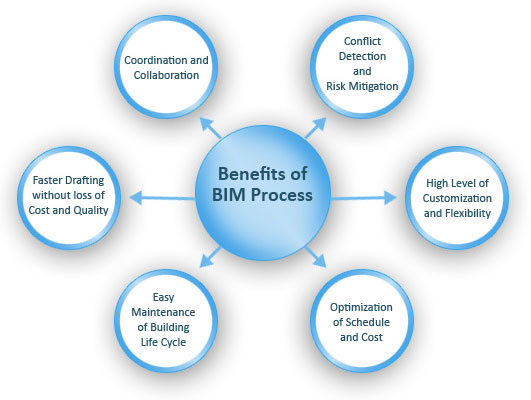 Coordination and
Collaboration
Conflict
Detection
and
Risk Mitigation
Benefits of
BIM Process
Faster Drafting
without loss of
Cost and Quality
High Level of
Customization
and Flexibility
Easy
Maintenance
of Building
Life Cycle
Optimization
of Schedule
and Cost